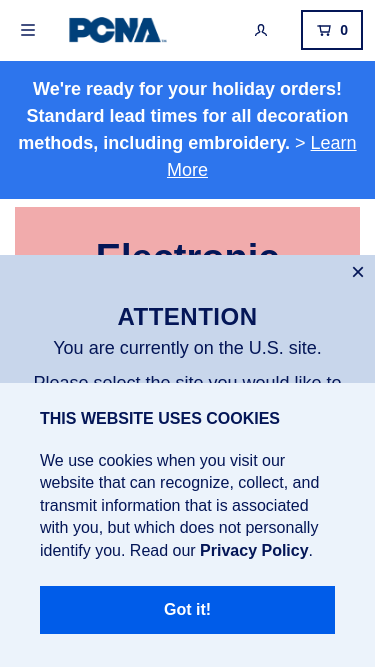 PCNA
0
We're ready for your holiday orders!
Standard lead times for all decoration
methods, including embroidery. > Learn
More
Electronic
ATTENTION
You are currently on the U.S. site.
Please select the site you would like to
THIS WEBSITE USES COOKIES
We use cookies when you visit our
website that can recognize, collect, and
transmit information that is associated
with you, but which does not personally
identify you. Read our Privacy Policy.
Got it!